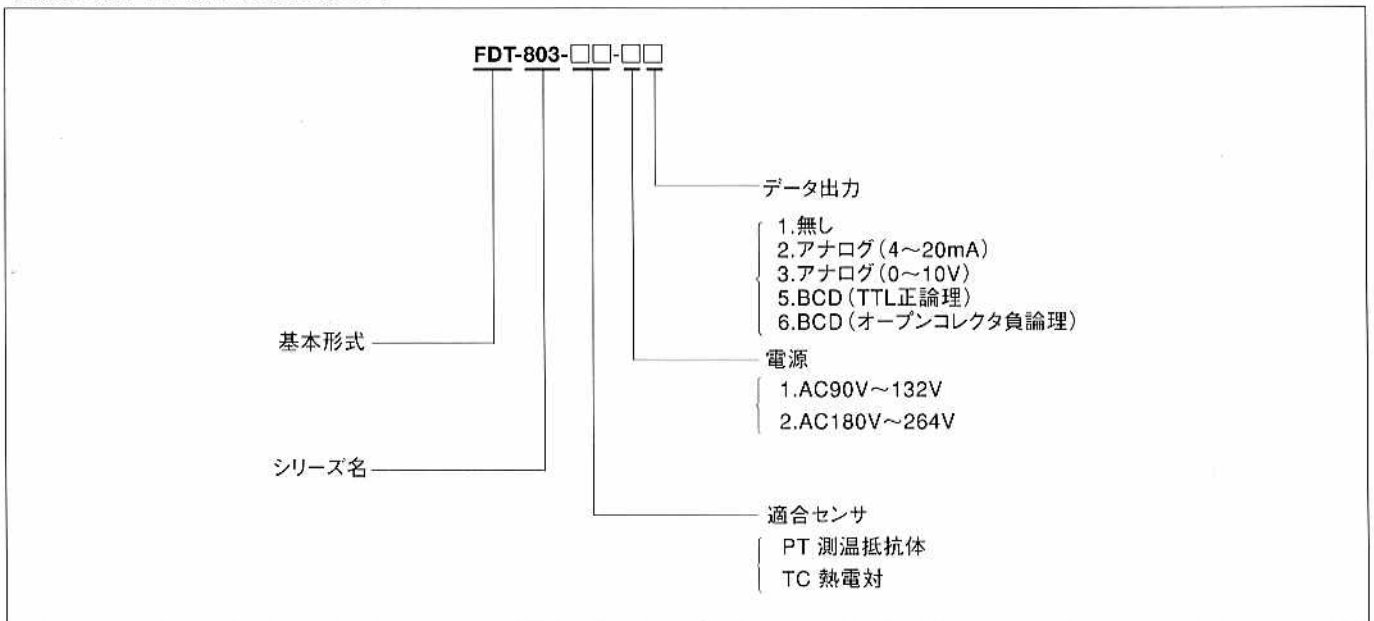 FDT-803-□□-□□
データ出力
1.無し
2.アナログ(4～20mA)
3.アナログ(0～10V)
5.BCD(TTL正論理)
6.BCD(オープンコレクタ負論理)
基本形式
電源
1.AC90V～132V
2.AC180V～264V
シリーズ名
適合センサ
PT 測温抵抗体
TC 熱電対